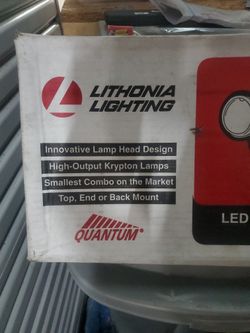 LITHONIA
LIGHTING
Innovative Lamp Head Design
High-Output Krypton Lamps
Smallest Combo on the Market
Top, End or Back Mount
QUANTUM®
LED